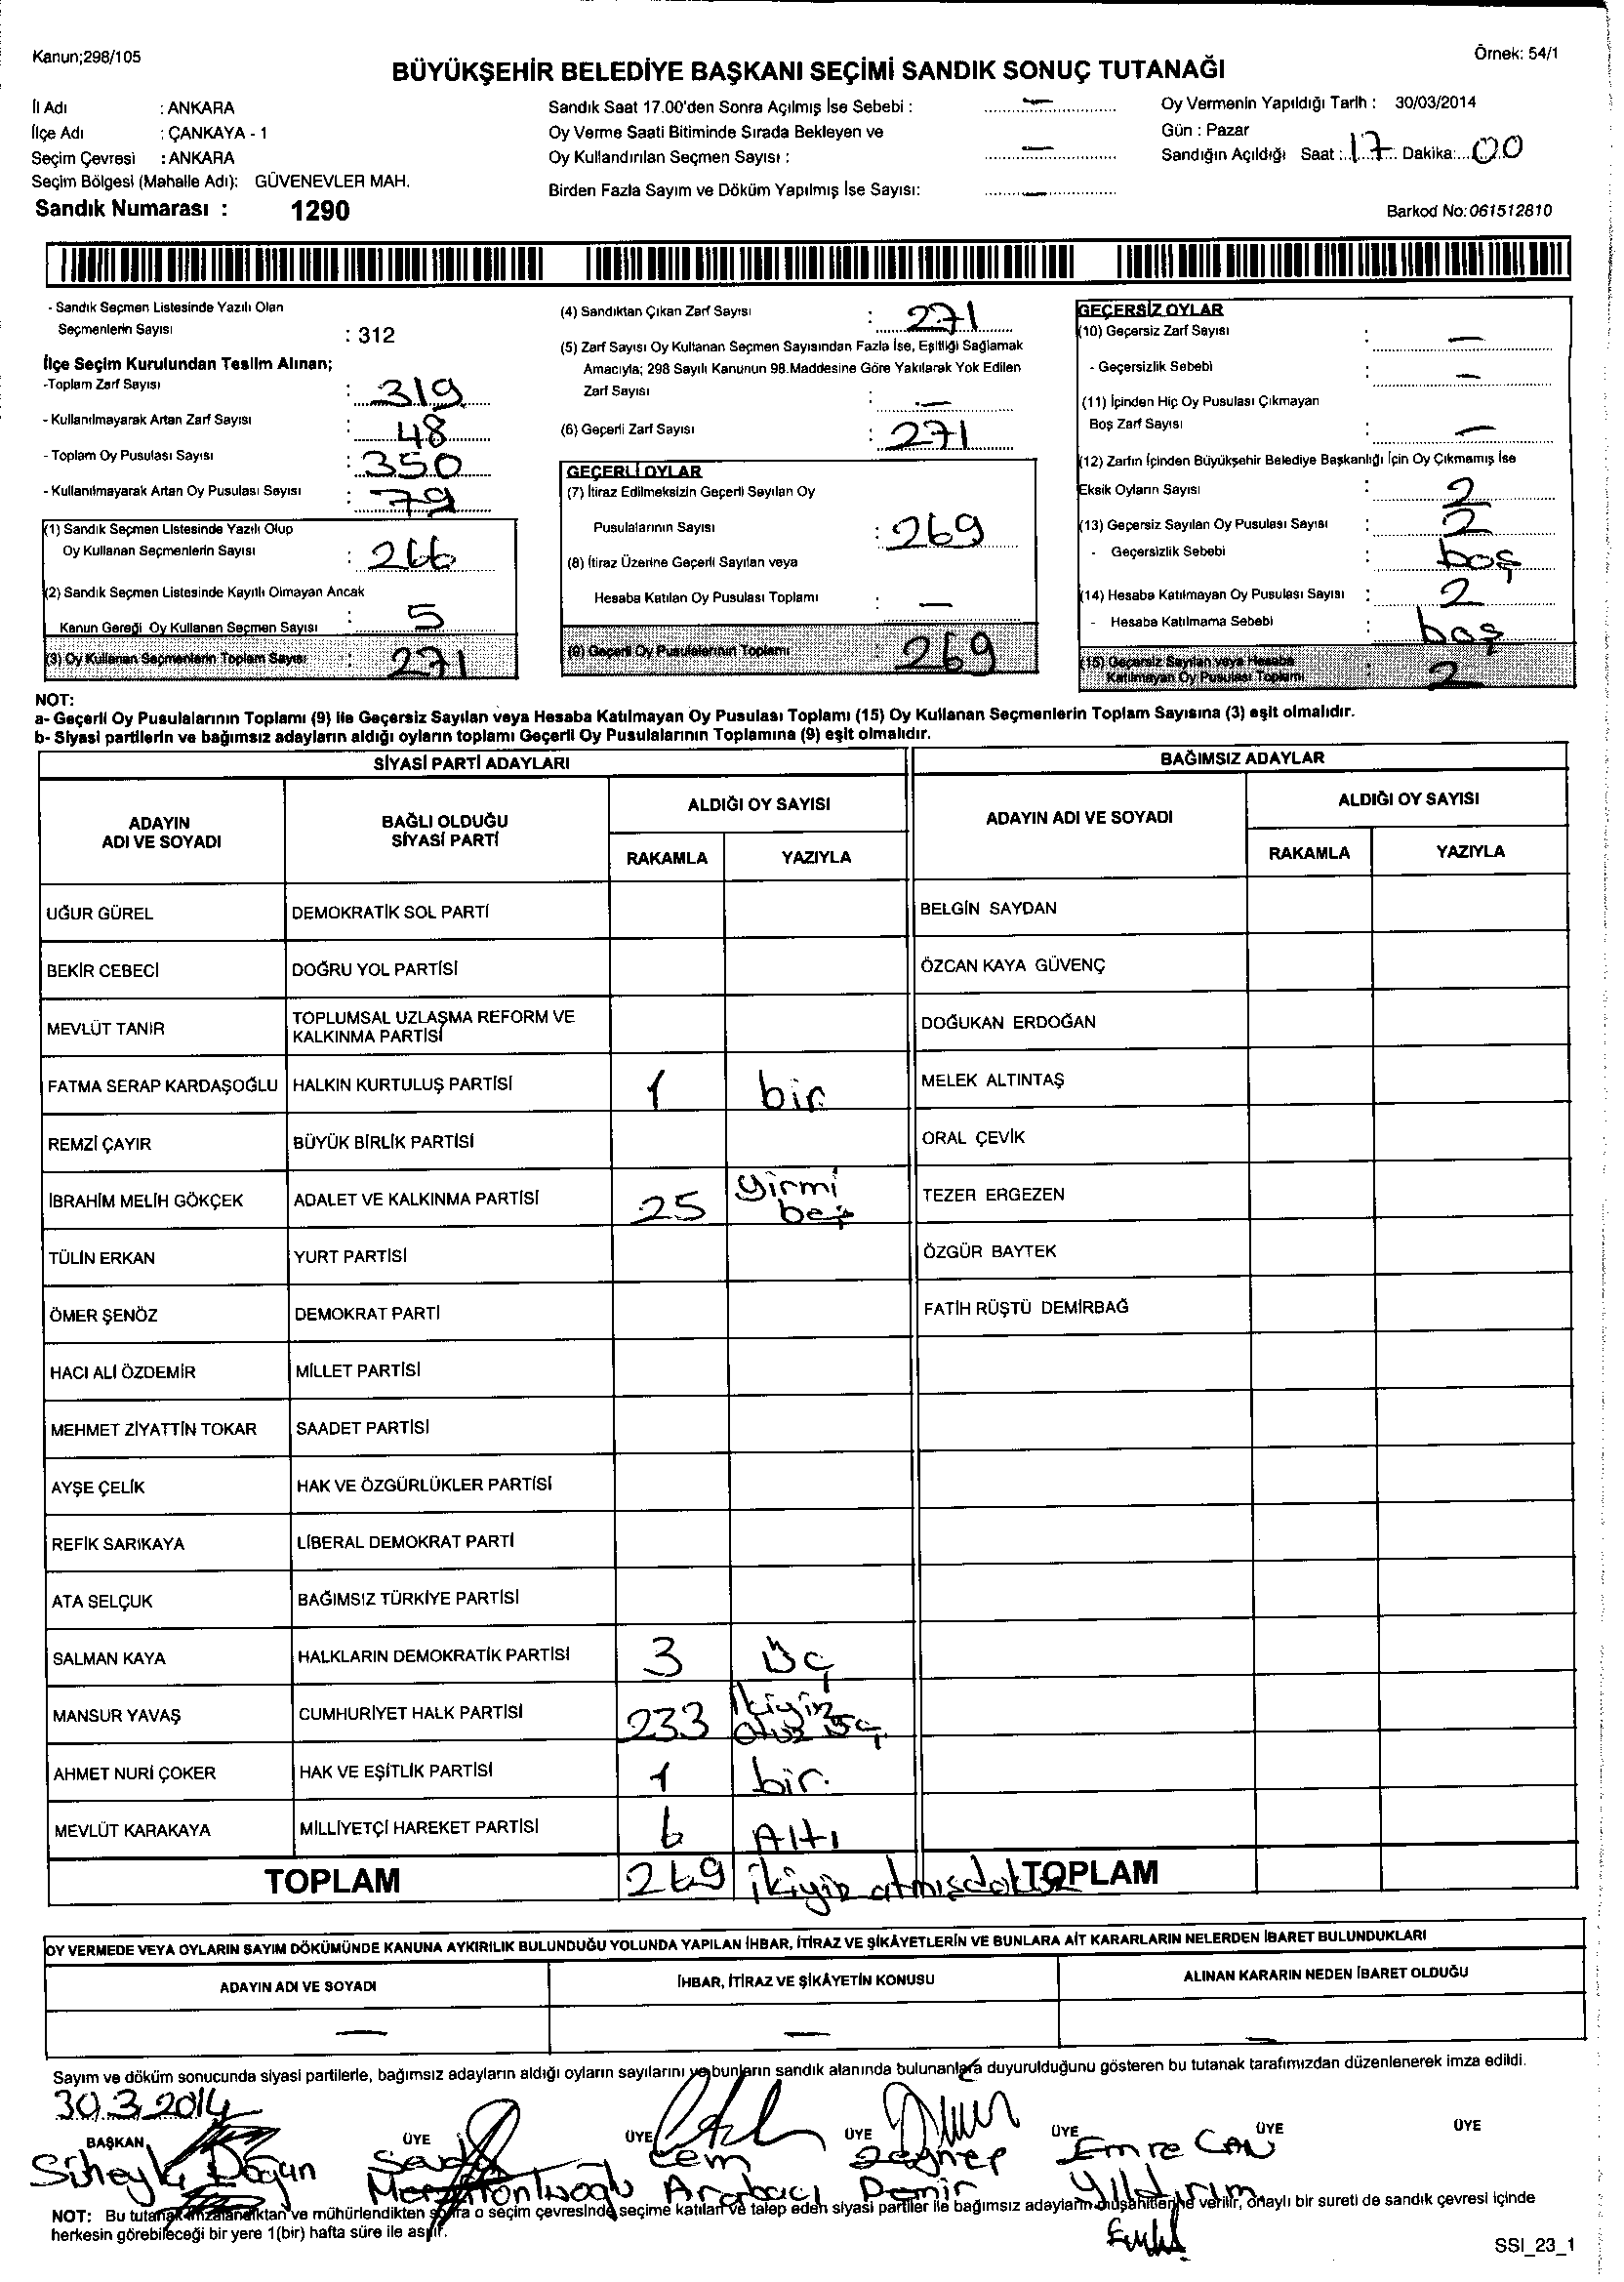 Kanun;298/105
Örnek: 54/1
BÜYÜKŞEHİR BELEDİYE BAŞKANI SEÇİMİ SANDIK SONUÇ TUTANAĞI
İl Adı : ANKARA
İlçe Adı : ÇANKAYA - 1
Seçim Çevresi : ANKARA
Seçim Bölgesi (Mahalle Adı): GÜVENEVLER MAH.
Sandık Numarası : 1290
Sandık Saat 17.00'den Sonra Açılmış İse Sebebi : —
Oy Verme Saati Bitiminde Sırada Bekleyen ve
Oy Kullandırılan Seçmen Sayısı : —
Birden Fazla Sayım ve Döküm Yapılmış İse Sayısı: —
Oy Vermenin Yapıldığı Tarih : 30/03/2014
Gün : Pazar
Sandığın Açıldığı Saat : 17 Dakika: 00
Barkod No:061512810
- Sandık Seçmen Listesinde Yazılı Olan
Seçmenlerin Sayısı : 312
İlçe Seçim Kurulundan Teslim Alınan;
-Toplam Zarf Sayısı : 319
- Kullanılmayarak Artan Zarf Sayısı : 48
- Toplam Oy Pusulası Sayısı : 350
- Kullanılmayarak Artan Oy Pusulası Sayısı : 79
(1) Sandık Seçmen Listesinde Yazılı Olup
Oy Kullanan Seçmenlerin Sayısı : 266
(2) Sandık Seçmen Listesinde Kayıtlı Olmayan Ancak
Kanun Gereği Oy Kullanan Seçmen Sayısı : 5
(3) Oy Kullanan Seçmenlerin Toplam Sayısı : 271
(4) Sandıktan Çıkan Zarf Sayısı : 271
(5) Zarf Sayısı Oy Kullanan Seçmen Sayısından Fazla İse, Eşitliği Sağlamak
Amacıyla; 298 Sayılı Kanunun 98.Maddesine Göre Yakılarak Yok Edilen
Zarf Sayısı : —
(6) Geçerli Zarf Sayısı : 271
GEÇERLİ OYLAR
(7) İtiraz Edilmeksizin Geçerli Sayılan Oy
Pusulalarının Sayısı : 269
(8) İtiraz Üzerine Geçerli Sayılan veya
Hesaba Katılan Oy Pusulası Toplamı : —
(9) Geçerli Oy Pusulalarının Toplamı : 269
GEÇERSİZ OYLAR
(10) Geçersiz Zarf Sayısı : —
- Geçersizlik Sebebi : —
(11) İçinden Hiç Oy Pusulası Çıkmayan
Boş Zarf Sayısı : —
(12) Zarfın İçinden Büyükşehir Belediye Başkanlığı İçin Oy Çıkmamış İse
Eksik Oyların Sayısı : 2
(13) Geçersiz Sayılan Oy Pusulası Sayısı : 2
- Geçersizlik Sebebi : boş
(14) Hesaba Katılmayan Oy Pusulası Sayısı : 2
- Hesaba Katılmama Sebebi : boş
(15) Geçersiz Sayılan veya Hesaba
Katılmayan Oy Pusulası Toplamı : 2
NOT:
a- Geçerli Oy Pusulalarının Toplamı (9) ile Geçersiz Sayılan veya Hesaba Katılmayan Oy Pusulası Toplamı (15) Oy Kullanan Seçmenlerin Toplam Sayısına (3) eşit olmalıdır.
b- Siyasi partilerin ve bağımsız adayların aldığı oyların toplamı Geçerli Oy Pusulalarının Toplamına (9) eşit olmalıdır.
SİYASİ PARTİ ADAYLARI
BAĞIMSIZ ADAYLAR
ADAYIN
ADI VE SOYADI
BAĞLI OLDUĞU
SİYASİ PARTİ
ALDIĞI OY SAYISI
RAKAMLA YAZIYLA
ADAYIN ADI VE SOYADI
ALDIĞI OY SAYISI
RAKAMLA YAZIYLA
UĞUR GÜREL DEMOKRATİK SOL PARTİ BELGİN SAYDAN
BEKİR CEBECİ DOĞRU YOL PARTİSİ ÖZCAN KAYA GÜVENÇ
MEVLÜT TANIR TOPLUMSAL UZLAŞMA REFORM VE
KALKINMA PARTİSİ DOĞUKAN ERDOĞAN
FATMA SERAP KARDAŞOĞLU HALKIN KURTULUŞ PARTİSİ 1 bir MELEK ALTINTAŞ
REMZİ ÇAYIR BÜYÜK BİRLİK PARTİSİ ORAL ÇEVİK
İBRAHİM MELİH GÖKÇEK ADALET VE KALKINMA PARTİSİ 25 yirmi
beş TEZER ERGEZEN
TÜLİN ERKAN YURT PARTİSİ ÖZGÜR BAYTEK
ÖMER ŞENÖZ DEMOKRAT PARTİ FATİH RÜŞTÜ DEMİRBAĞ
HACI ALİ ÖZDEMİR MİLLET PARTİSİ
MEHMET ZİYATTİN TOKAR SAADET PARTİSİ
AYŞE ÇELİK HAK VE ÖZGÜRLÜKLER PARTİSİ
REFİK SARIKAYA LİBERAL DEMOKRAT PARTİ
ATA SELÇUK BAĞIMSIZ TÜRKİYE PARTİSİ
SALMAN KAYA HALKLARIN DEMOKRATİK PARTİSİ 3 üç
MANSUR YAVAŞ CUMHURİYET HALK PARTİSİ 233 İkiyüz
otuz üç
AHMET NURİ ÇOKER HAK VE EŞİTLİK PARTİSİ 1 bir.
MEVLÜT KARAKAYA MİLLİYETÇİ HAREKET PARTİSİ 6 Altı
TOPLAM 269 ikiyüz atmışdokuz TOPLAM
OY VERMEDE VEYA OYLARIN SAYIM DÖKÜMÜNDE KANUNA AYKIRILIK BULUNDUĞU YOLUNDA YAPILAN İHBAR, İTİRAZ VE ŞİKÂYETLERİN VE BUNLARA AİT KARARLARIN NELERDEN İBARET BULUNDUKLARI
ADAYIN ADI VE SOYADI İHBAR, İTİRAZ VE ŞİKÂYETİN KONUSU ALINAN KARARIN NEDEN İBARET OLDUĞU
— — —
Sayım ve döküm sonucunda siyasi partilerle, bağımsız adayların aldığı oyların sayılarını ve bunların sandık alanında bulunanlara duyurulduğunu gösteren bu tutanak tarafımızdan düzenlenerek imza edildi.
30.3.2014
BAŞKAN ÜYE ÜYE ÜYE ÜYE ÜYE ÜYE
Süheyla Doğan Cem Zeynep Emre CAN
Arabacı Demir Yıldırım
NOT: Bu tutanak imzalandıktan ve mühürlendikten sonra o seçim çevresinde seçime katılan ve talep eden siyasi partiler ile bağımsız adayların müşahitlerine verilir, onaylı bir sureti de sandık çevresi içinde
herkesin görebileceği bir yere 1(bir) hafta süre ile asılır.
SSI_23_1